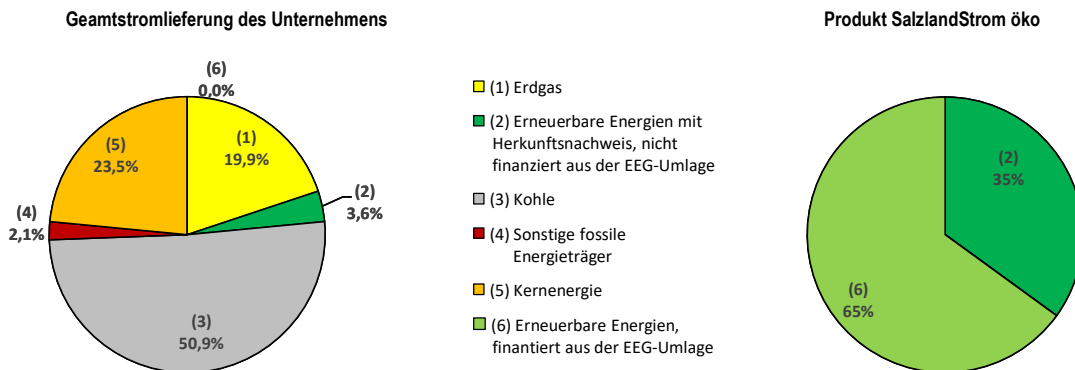 Geamtstromlieferung des Unternehmens
(6)
0,0%
(1)
19,9%
(5)
23,5%
(2)
3,6%
(4)
2,1%
(3)
50,9%
(1) Erdgas
(2) Erneuerbare Energien mit
Herkunftsnachweis, nicht
finanziert aus der EEG-Umlage
(3) Kohle
(4) Sonstige fossile
Energieträger
(5) Kernenergie
(6) Erneuerbare Energien,
finantiert aus der EEG-Umlage
Produkt SalzlandStrom öko
(2)
35%
(6)
65%